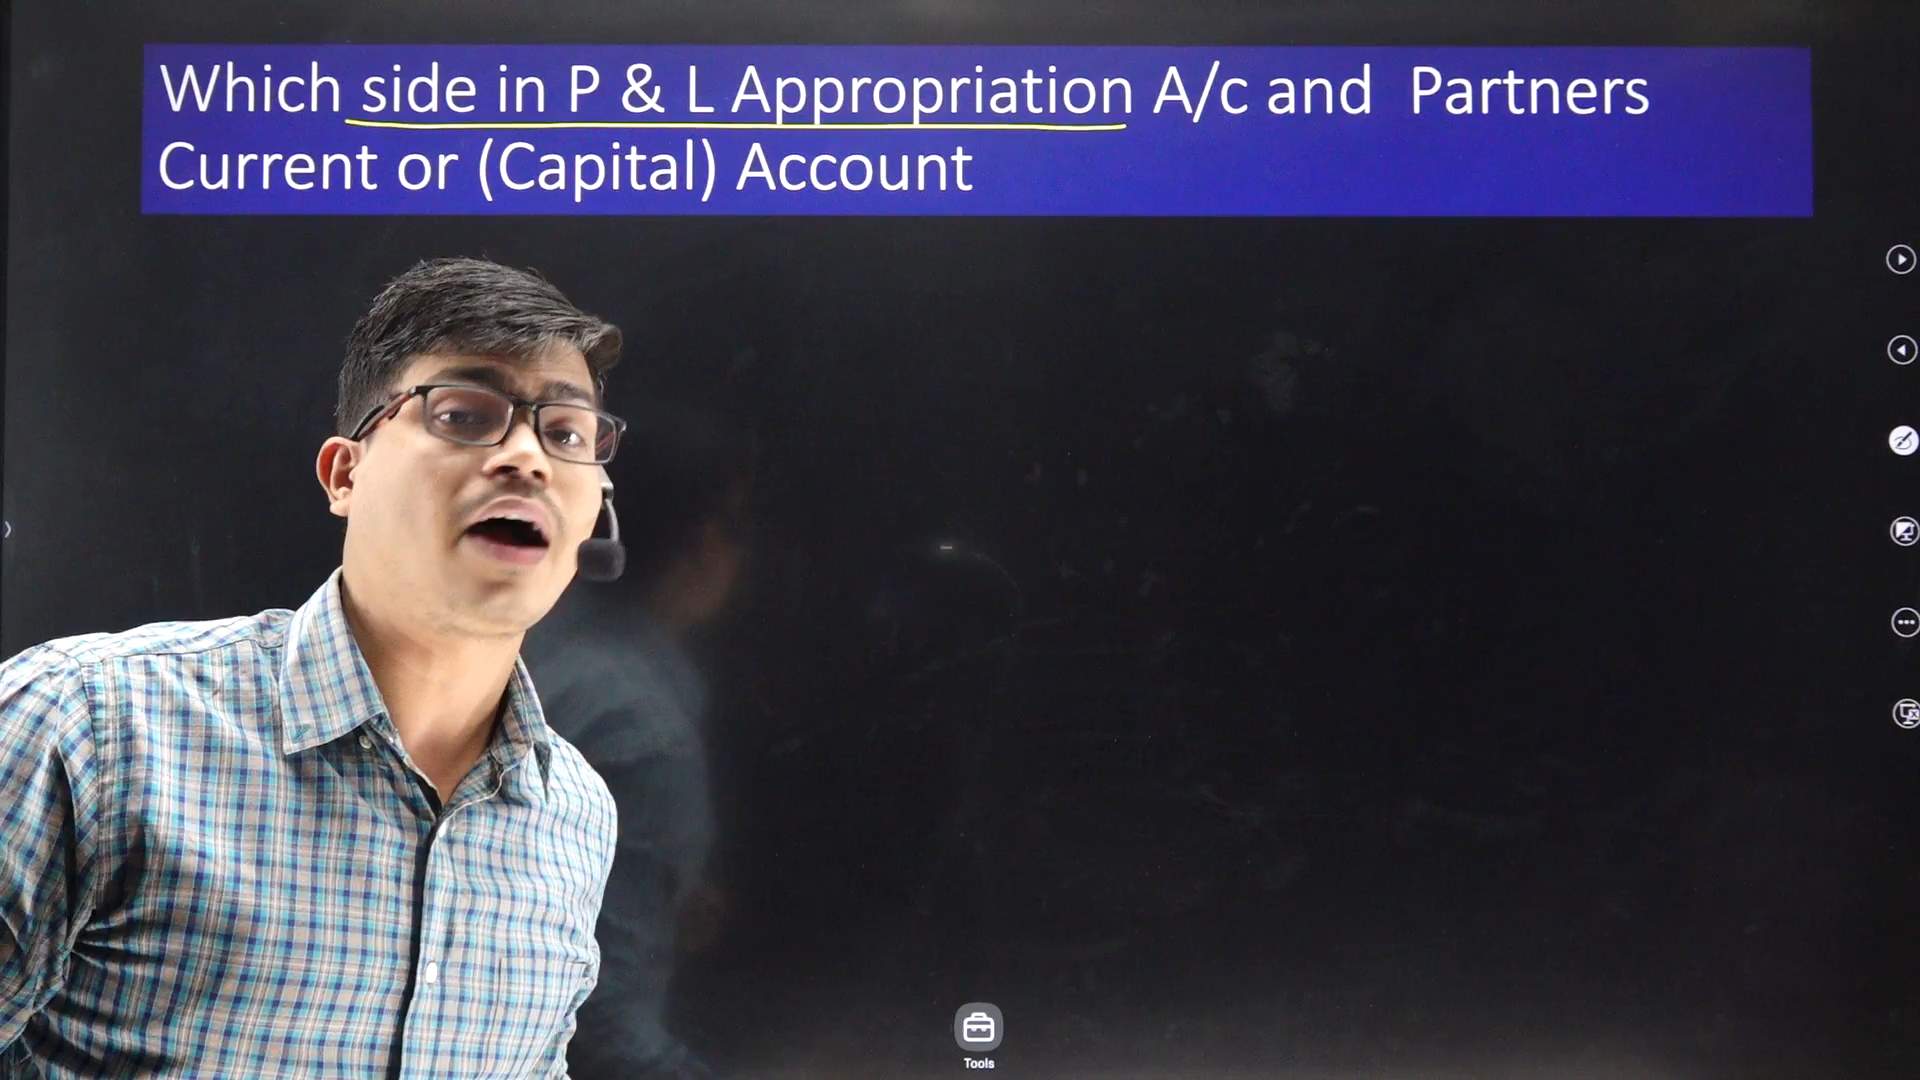 Which side in P & L Appropriation A/c and Partners
Current or (Capital) Account
Tools